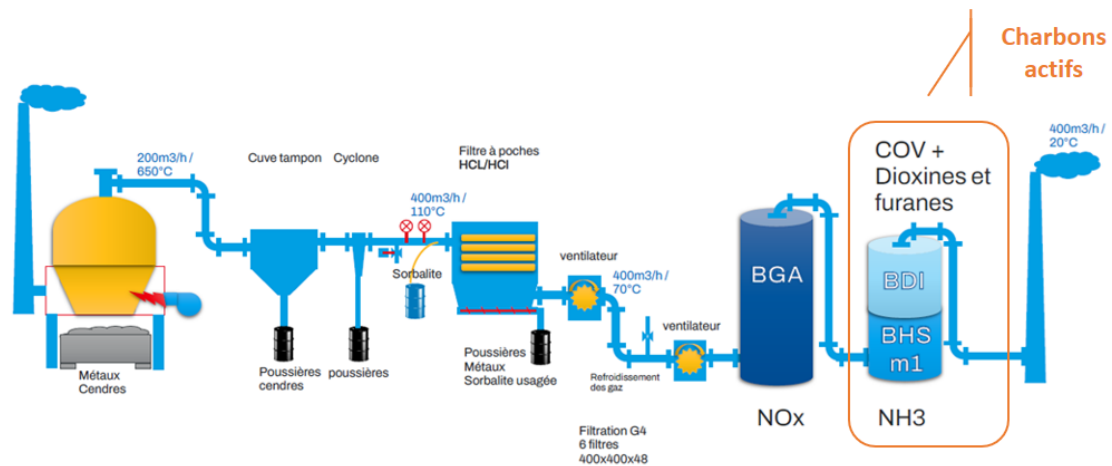 Charbons
actifs
200m3/h /
650°C
Cuve tampon
Cyclone
400m3/h /
110°C
Filtre à poches
HCL/HCl
COV +
Dioxines et
furanes
400m3/h /
20°C
Sorbalite
ventilateur
400m3/h /
70°C
ventilateur
BGA
BDI
BHS
m1
Métaux
Cendres
Poussières
cendres
poussières
Poussières
Métaux
Sorbalite usagée
Refroidissement
des gaz
NOx
NH3
Filtration G4
6 filtres
400x400x48